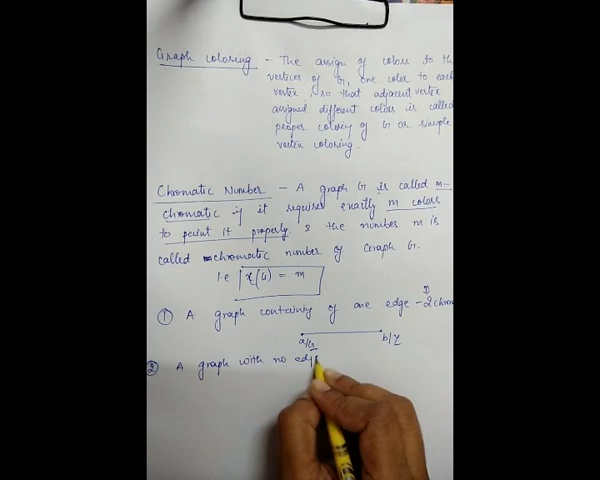 Graph coloring - The assign of colors to th
vertices of G, one color to each
vertex, so that adjacent vertex
assigned different colors is called
proper coloring of G or simple
vertex coloring.
Chromatic Number - A graph G is called m-
chromatic if it requires exactly m colors
to paint it properly & the number m is
called chromatic number of Graph G.
i.e χ(G) = m
① A graph containing of one edge - 2 chrom
a/G b/Y
② A graph with no edg